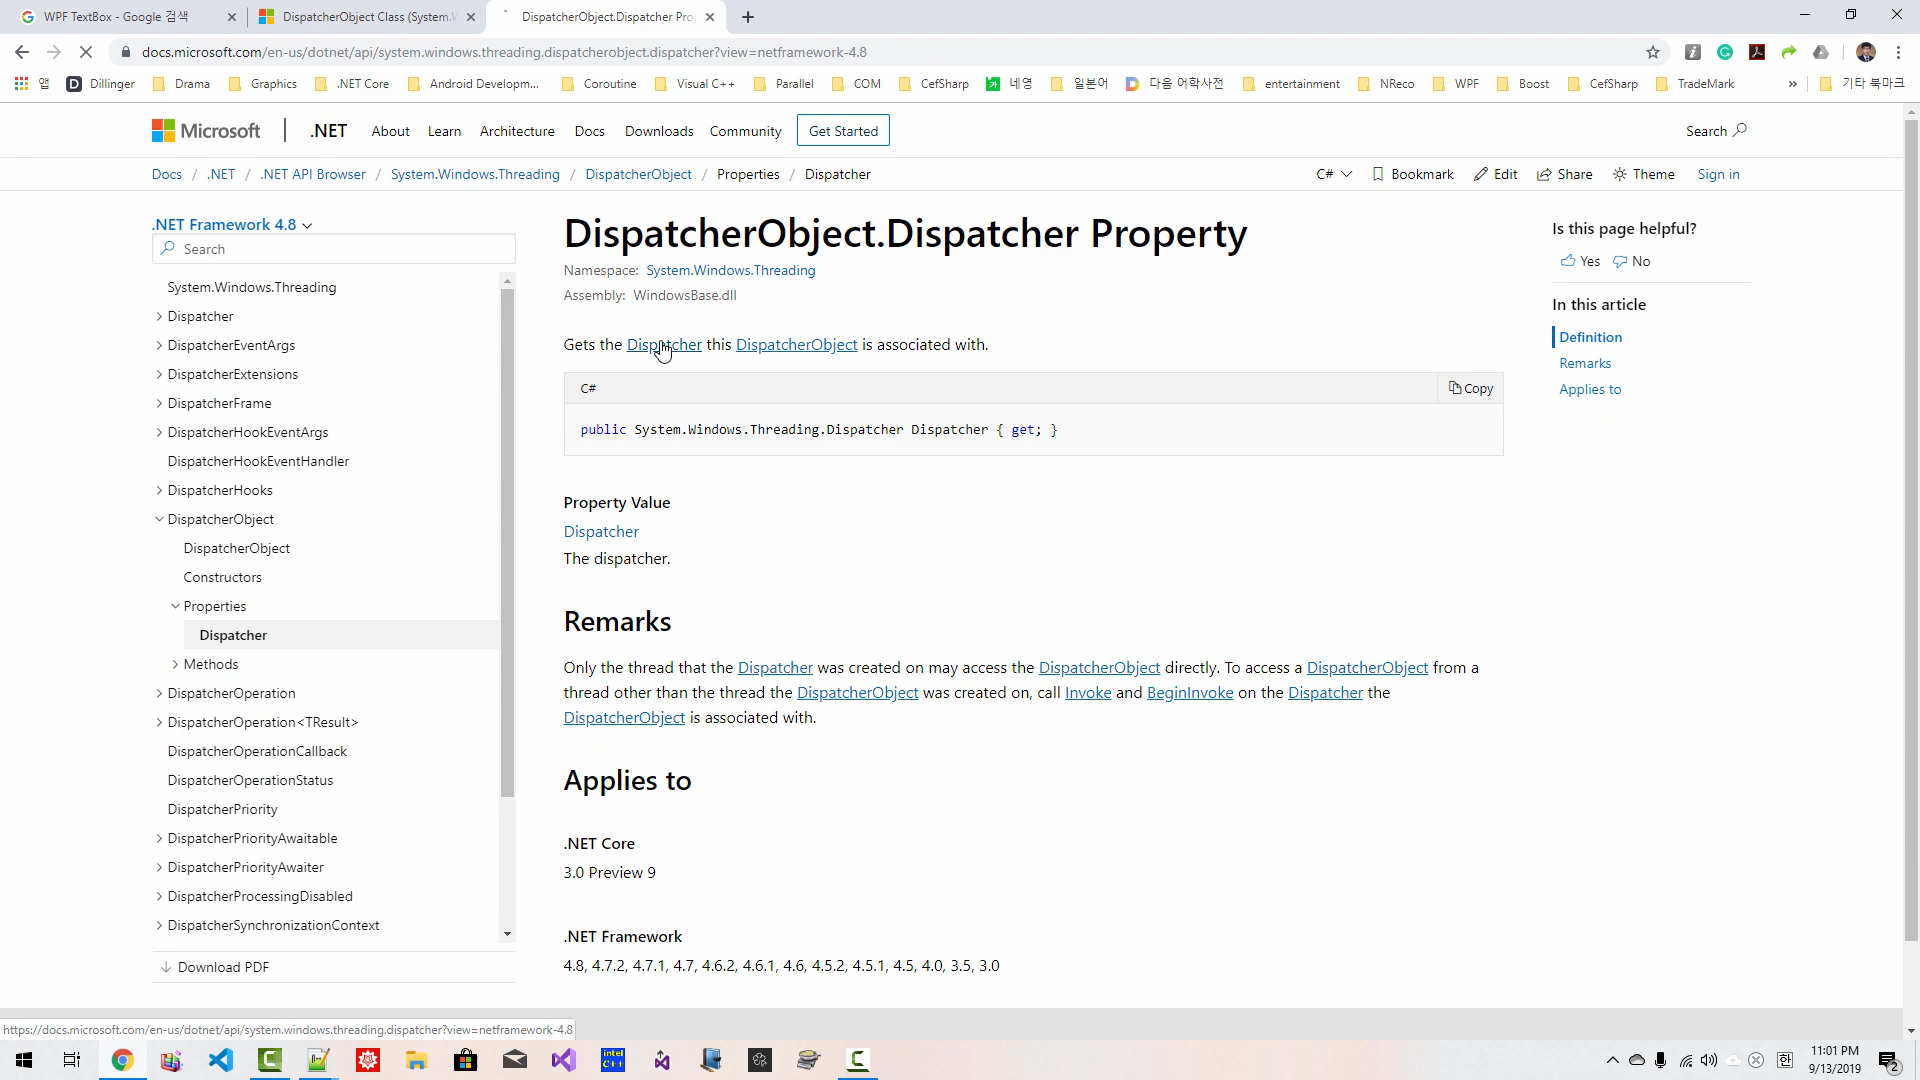 WPF TextBox - Google 검색
DispatcherObject Class (System.W
DispatcherObject.Dispatcher Pro
docs.microsoft.com/en-us/dotnet/api/system.windows.threading.dispatcherobject.dispatcher?view=netframework-4.8
앱 Dillinger Drama Graphics .NET Core Android Developm... Coroutine Visual C++ Parallel COM CefSharp 네영 일본어 다음 어학사전 entertainment NReco WPF Boost CefSharp TradeMark » 기타 북마크
Microsoft .NET About Learn Architecture Docs Downloads Community Get Started Search
Docs / .NET / .NET API Browser / System.Windows.Threading / DispatcherObject / Properties / Dispatcher C# Bookmark Edit Share Theme Sign in
.NET Framework 4.8
Search
System.Windows.Threading
Dispatcher
DispatcherEventArgs
DispatcherExtensions
DispatcherFrame
DispatcherHookEventArgs
DispatcherHookEventHandler
DispatcherHooks
DispatcherObject
DispatcherObject
Constructors
Properties
Dispatcher
Methods
DispatcherOperation
DispatcherOperation<TResult>
DispatcherOperationCallback
DispatcherOperationStatus
DispatcherPriority
DispatcherPriorityAwaitable
DispatcherPriorityAwaiter
DispatcherProcessingDisabled
DispatcherSynchronizationContext
Download PDF
DispatcherObject.Dispatcher Property
Namespace: System.Windows.Threading
Assembly: WindowsBase.dll
Gets the Dispatcher this DispatcherObject is associated with.
C# Copy
public System.Windows.Threading.Dispatcher Dispatcher { get; }
Property Value
Dispatcher
The dispatcher.
Remarks
Only the thread that the Dispatcher was created on may access the DispatcherObject directly. To access a DispatcherObject from a
thread other than the thread the DispatcherObject was created on, call Invoke and BeginInvoke on the Dispatcher the
DispatcherObject is associated with.
Applies to
.NET Core
3.0 Preview 9
.NET Framework
4.8, 4.7.2, 4.7.1, 4.7, 4.6.2, 4.6.1, 4.6, 4.5.2, 4.5.1, 4.5, 4.0, 3.5, 3.0
Is this page helpful?
Yes No
In this article
Definition
Remarks
Applies to
https://docs.microsoft.com/en-us/dotnet/api/system.windows.threading.dispatcher?view=netframework-4.8
intel
C++
한
11:01 PM
9/13/2019
2